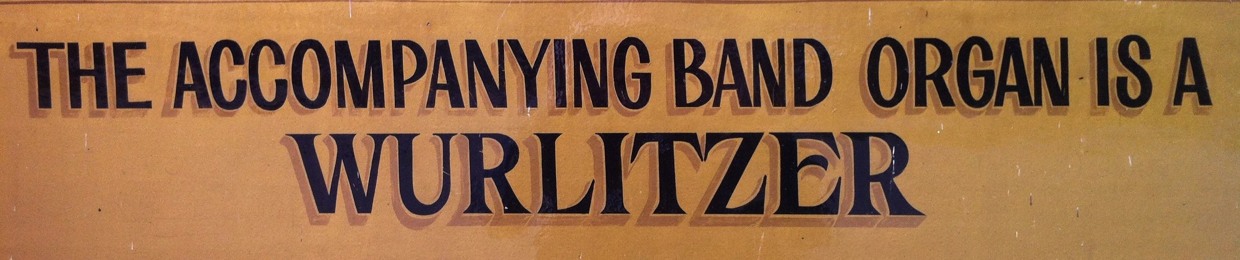 THE ACCOMPANYING BAND ORGAN IS A
WURLITZER